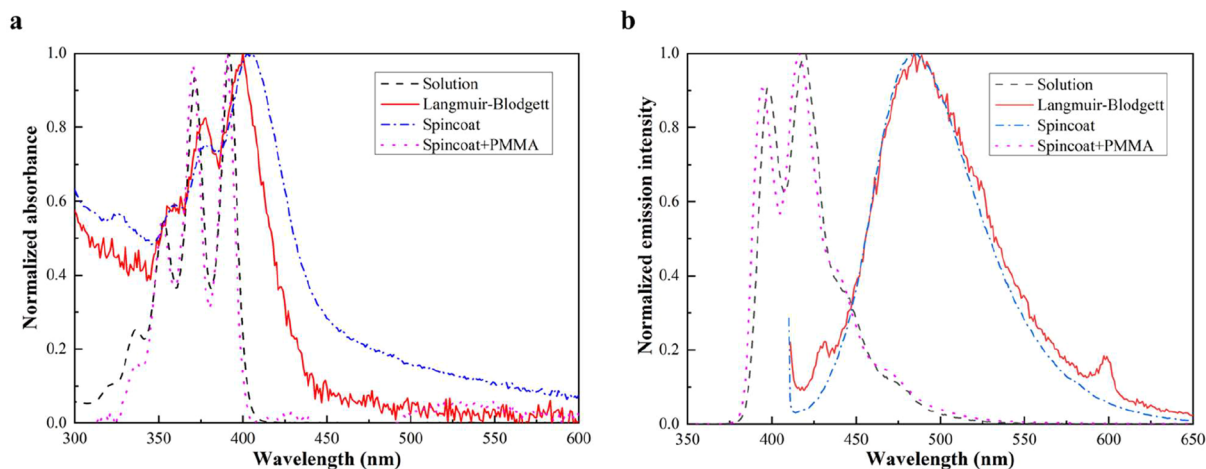 a
Normalized absorbance
1.0
0.8
0.6
0.4
0.2
0.0
Solution
Langmuir-Blodgett
Spincoat
Spincoat+PMMA
300 350 400 450 500 550 600
Wavelength (nm)
b
Normalized emission intensity
1.0
0.8
0.6
0.4
0.2
0.0
Solution
Langmuir-Blodgett
Spincoat
Spincoat+PMMA
350 400 450 500 550 600 650
Wavelength (nm)